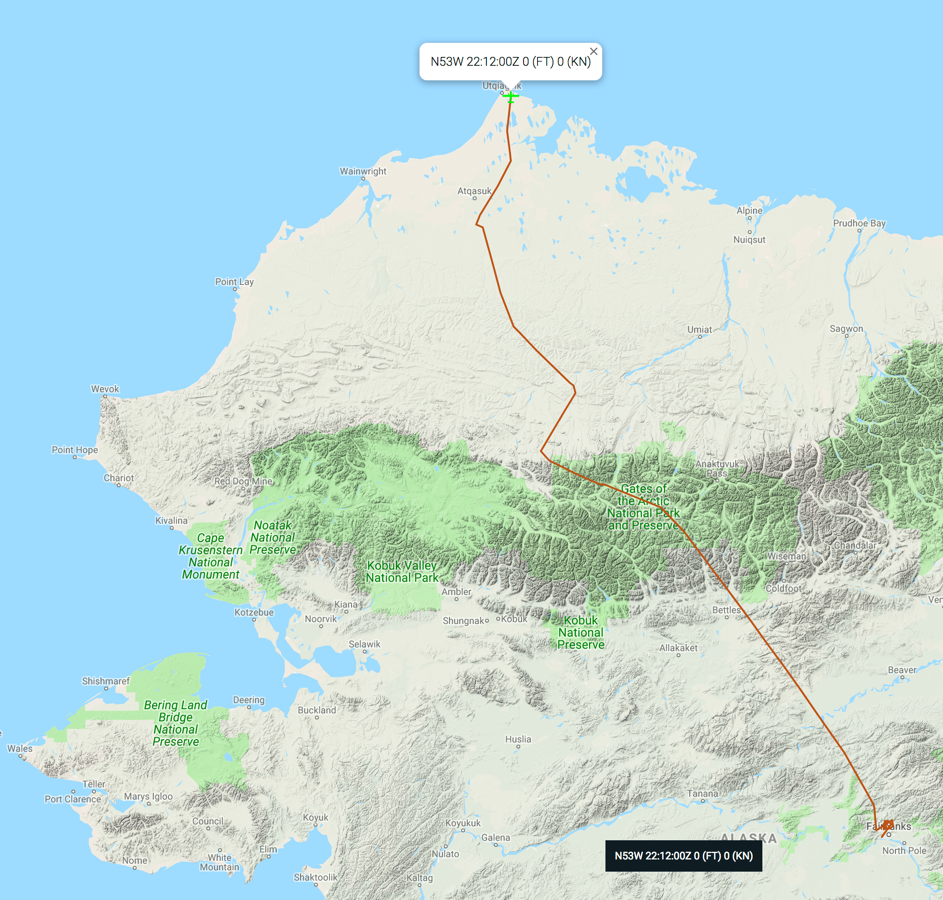 N53W 22:12:00Z 0 (FT) 0 (KN)
Wainwright
Atqasuk
Alpine
Prudhoe Bay
Nuiqsut
Point Lay
Umiat
Sagwon
Wevok
Point Hope
Anaktuvuk
Pass
Chariot
Red Dog Mine
Gates of
the Arctic
National Park
and Preserve
Kivalina
Noatak
National
Preserve
Cape
Krusenstern
National
Monument
Chandalar
Wiseman
Kobuk Valley
National Park
Coldfoot
Ambler
Kiana
Kotzebue
Noorvik
Shungnak
Kobuk
Bettles
Kobuk
National
Preserve
Selawik
Allakaket
Beaver
Shishmaref
Deering
Buckland
Bering Land
Bridge
National
Preserve
Huslia
Wales
Teller
Port Clarence
Marys Igloo
Tanana
Council
Koyuk
Koyukuk
Galena
ALASKA
North Pole
Nulato
Elim
Nome
White
Mountain
Shaktoolik
Kaltag
N53W 22:12:00Z 0 (FT) 0 (KN)